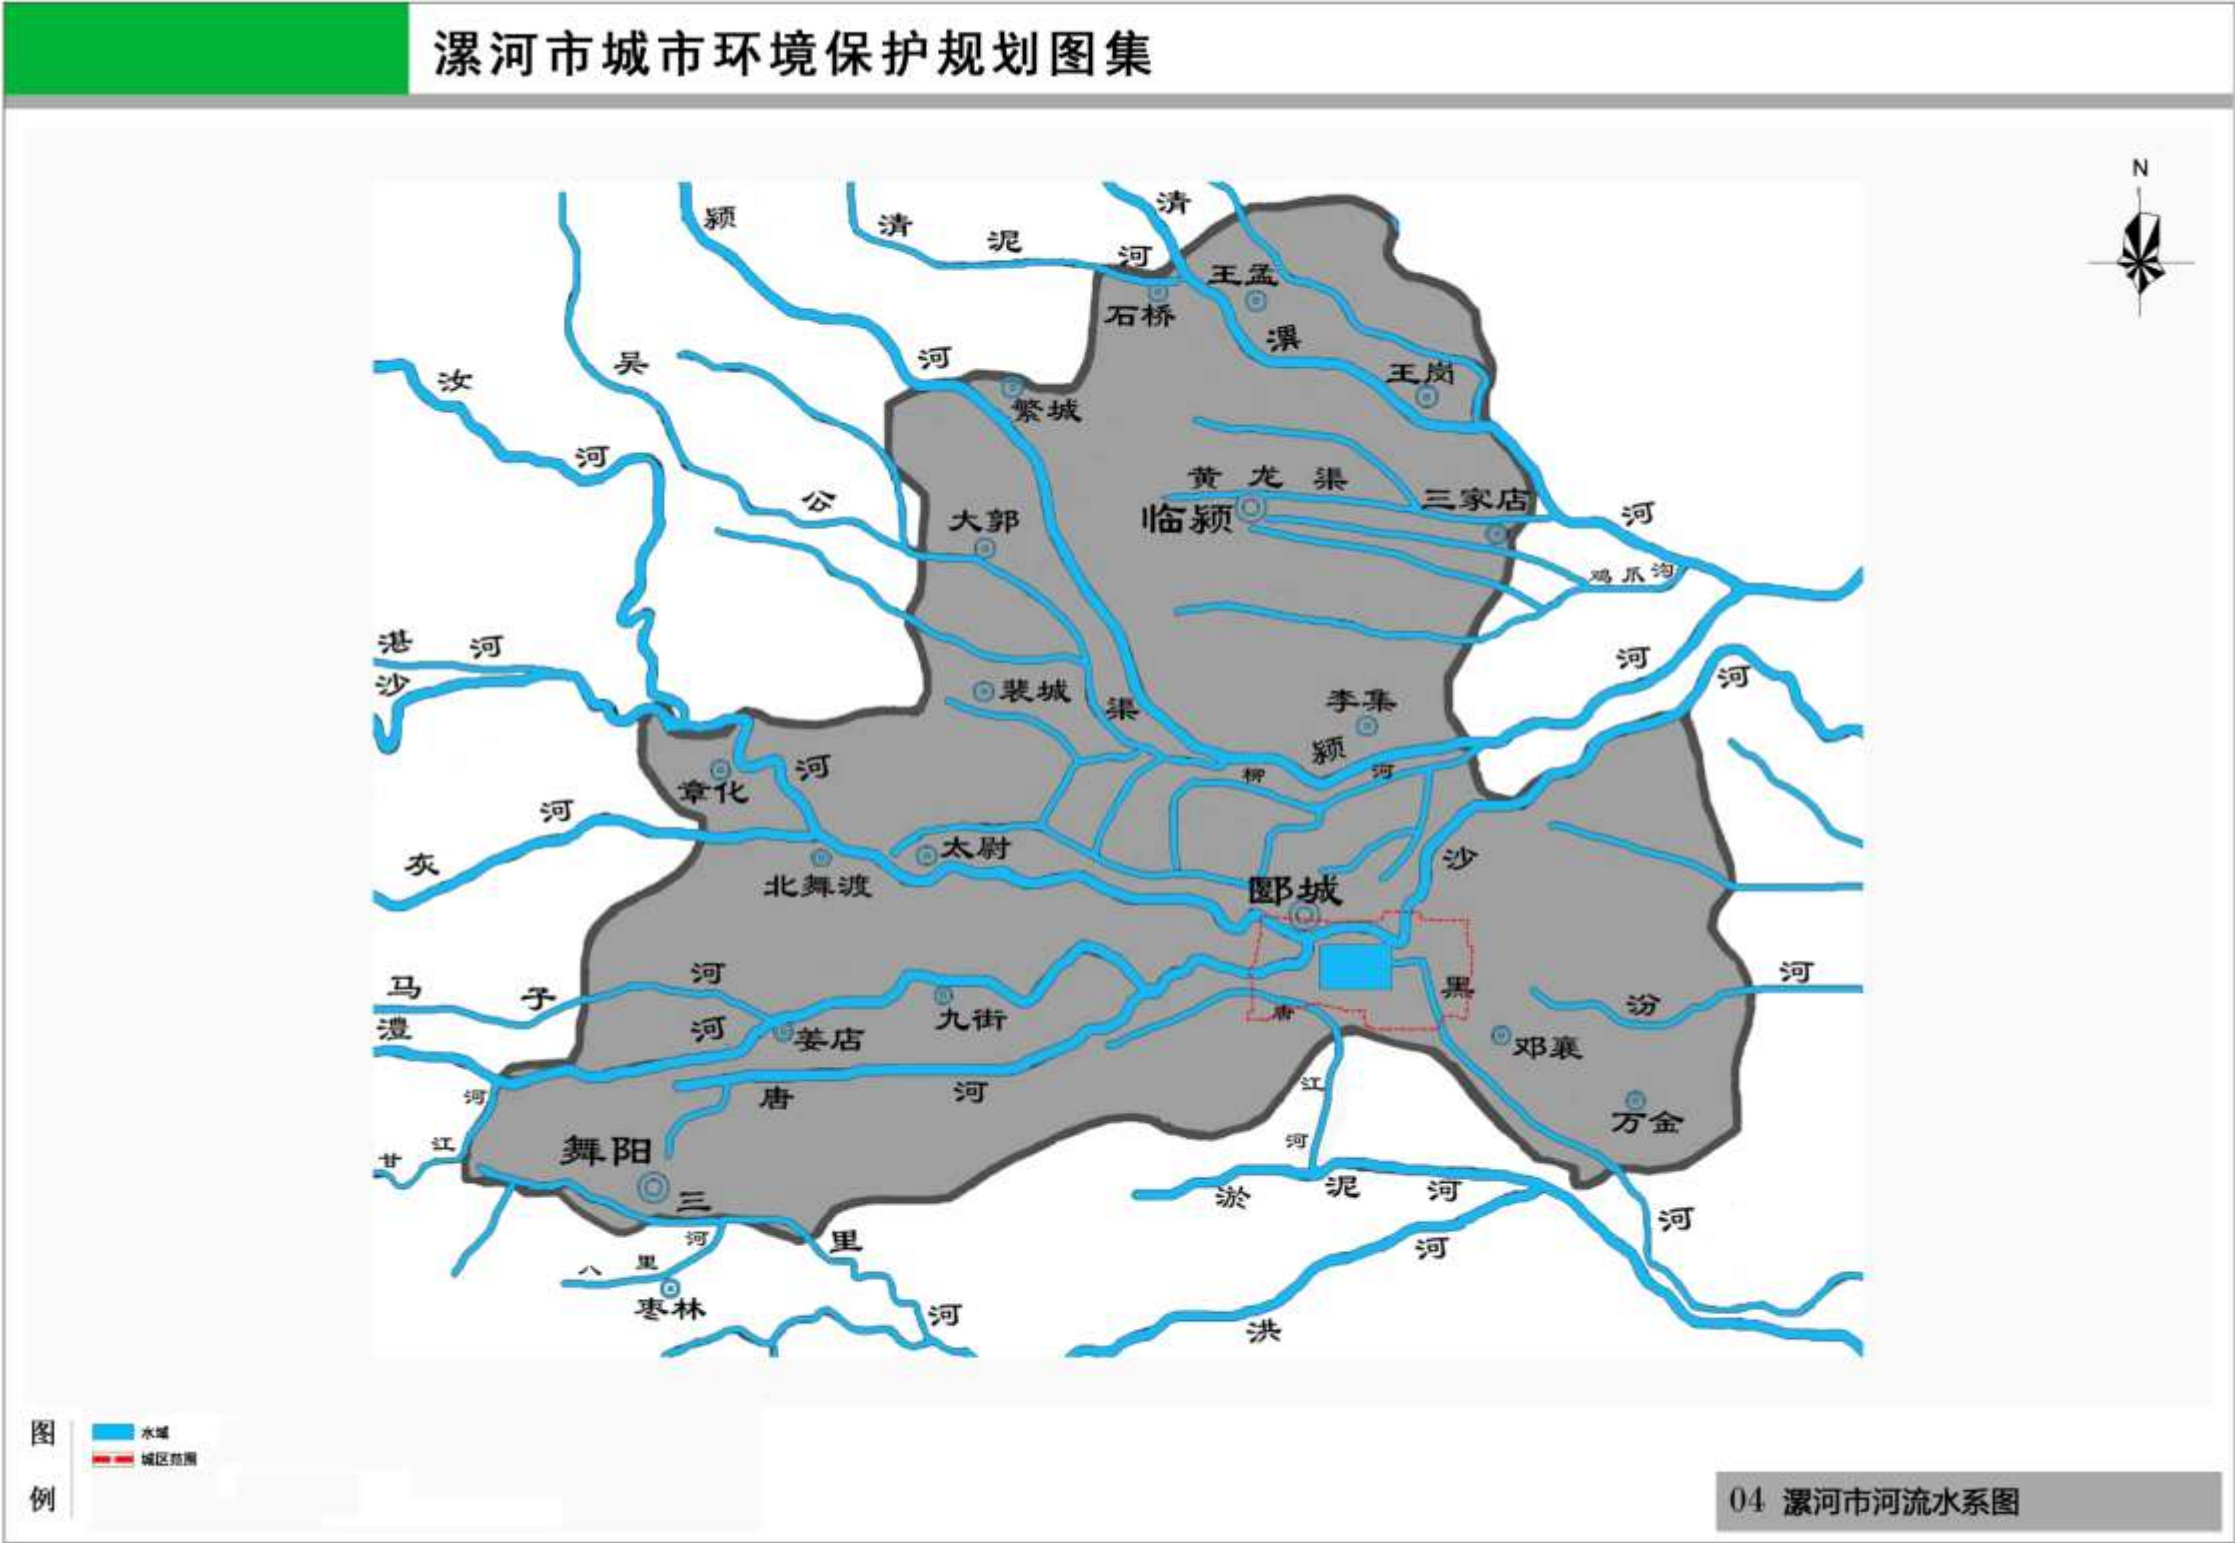 漯河市城市环境保护规划图集
N
清
颍
清 泥 河
王孟
石桥
漯
吴
河
王岗
汝
繁城
河
黄龙渠
公
三家店
大郭
临颍
河
鸡爪沟
湛河
沙
河
河
裴城
李集
渠
颍
河
章化
柳
河
河
太尉
沙
灰
北舞渡
郾城
马子河
河
黑
澧
河
九街
汾
唐
姜店
邓襄
河
唐
河
江
万金
舞阳
江
河
甘
三
淤泥河
河
河
里
河
八里
枣林
河
洪
图例
水域
城区范围
04 漯河市河流水系图